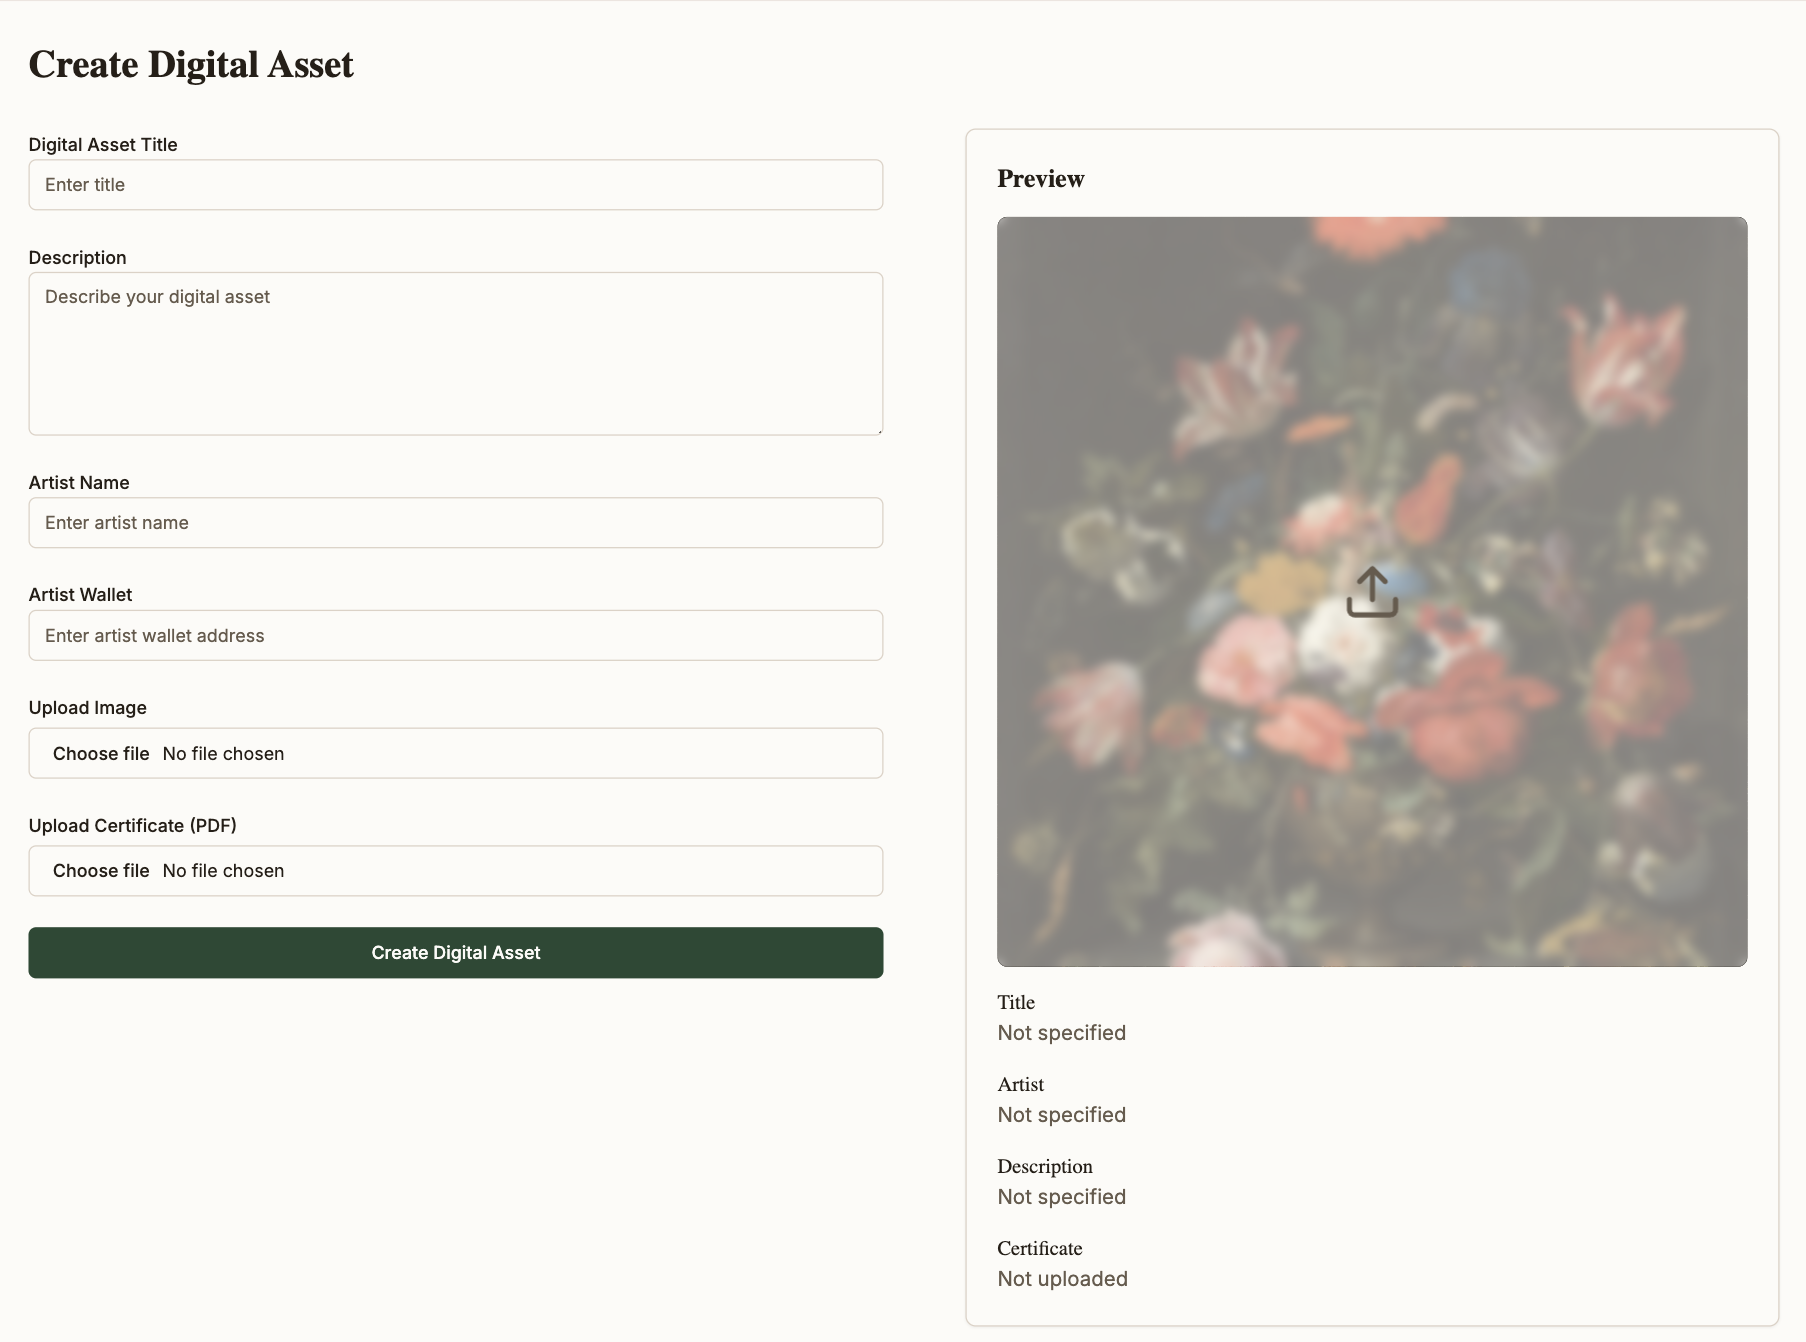 Create Digital Asset
Digital Asset Title
Enter title
Description
Describe your digital asset
Artist Name
Enter artist name
Artist Wallet
Enter artist wallet address
Upload Image
Choose file No file chosen
Upload Certificate (PDF)
Choose file No file chosen
Create Digital Asset
Preview
Title
Not specified
Artist
Not specified
Description
Not specified
Certificate
Not uploaded